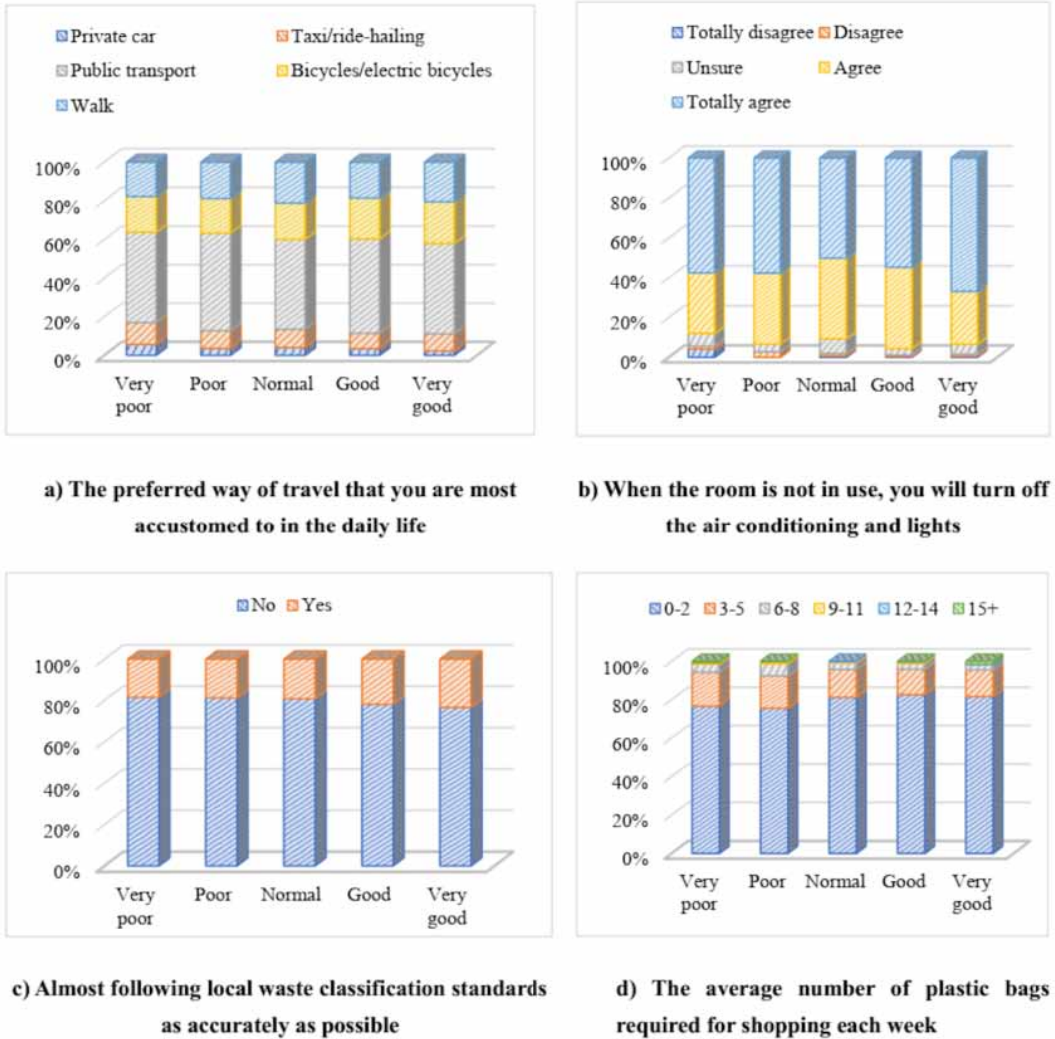 Private car Taxi/ride-hailing
Public transport Bicycles/electric bicycles
Walk
100%
80%
60%
40%
20%
0%
Very poor Poor Normal Good Very good
a) The preferred way of travel that you are most
accustomed to in the daily life
Totally disagree Disagree
Unsure Agree
Totally agree
100%
80%
60%
40%
20%
0%
Very poor Poor Normal Good Very good
b) When the room is not in use, you will turn off
the air conditioning and lights
No Yes
100%
80%
60%
40%
20%
0%
Very poor Poor Normal Good Very good
c) Almost following local waste classification standards
as accurately as possible
0-2 3-5 6-8 9-11 12-14 15+
100%
80%
60%
40%
20%
0%
Very poor Poor Normal Good Very good
d) The average number of plastic bags
required for shopping each week